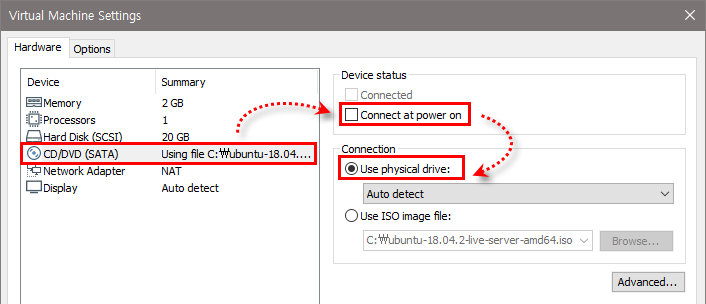 Virtual Machine Settings
Hardware Options
Device Summary
Memory 2 GB
Processors 1
Hard Disk (SCSI) 20 GB
CD/DVD (SATA) Using file C:₩ubuntu-18.04....
Network Adapter NAT
Display Auto detect
Device status
Connected
Connect at power on
Connection
Use physical drive:
Auto detect
Use ISO image file:
C:₩ubuntu-18.04.2-live-server-amd64.iso Browse...
Advanced...